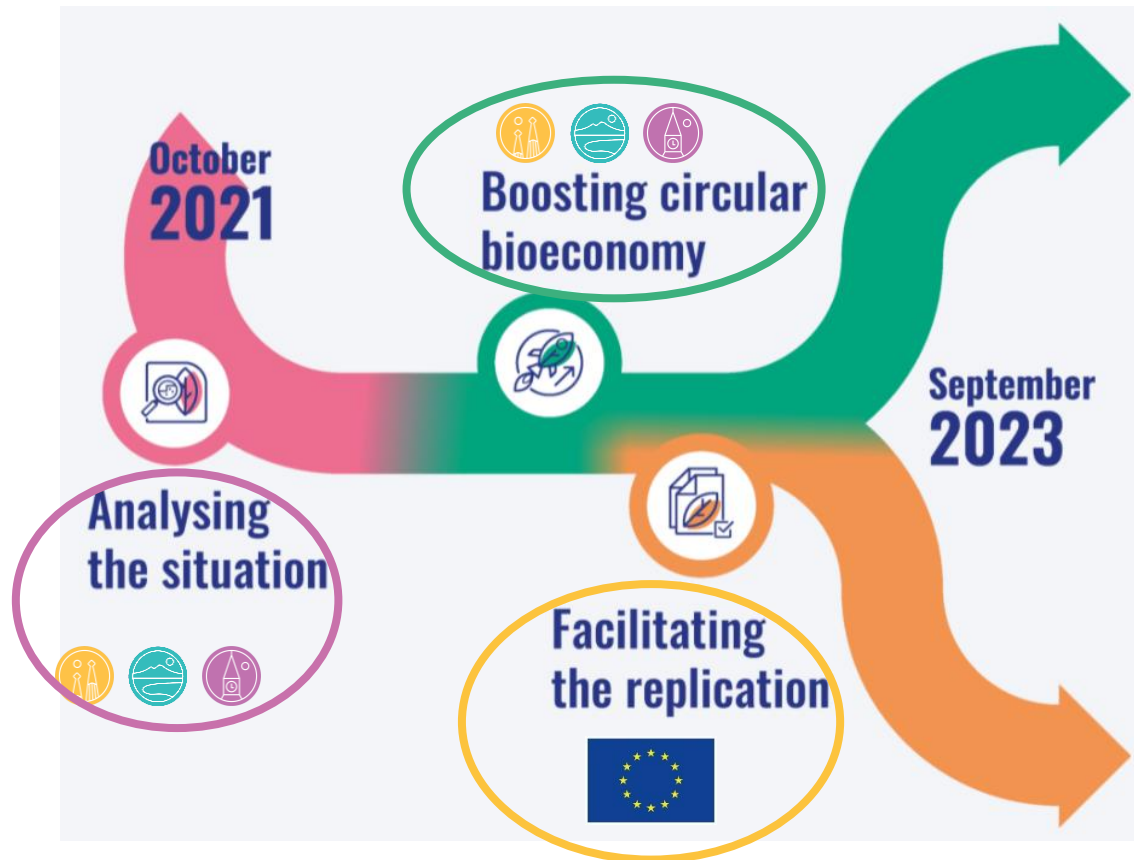 October
2021
Boosting circular
bioeconomy
September
2023
Analysing
the situation
Facilitating
the replication